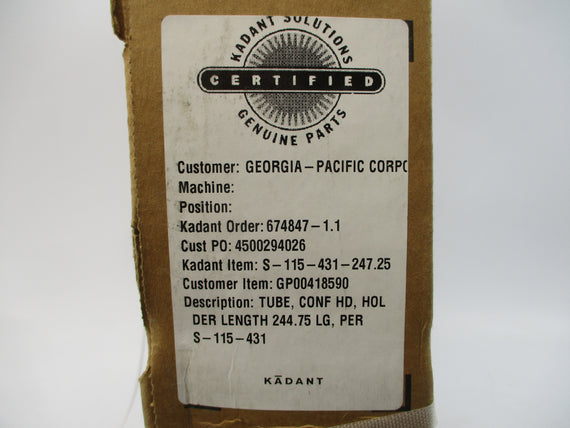 KADANT SOLUTIONS
CERTIFIED
GENUINE PARTS
Customer: GEORGIA-PACIFIC CORPO
Machine:
Position:
Kadant Order: 674847-1.1
Cust PO: 4500294026
Kadant Item: S-115-431-247.25
Customer Item: GP00418590
Description: TUBE, CONF HD, HOL
DER LENGTH 244.75 LG, PER
S-115-431
KĀDANT